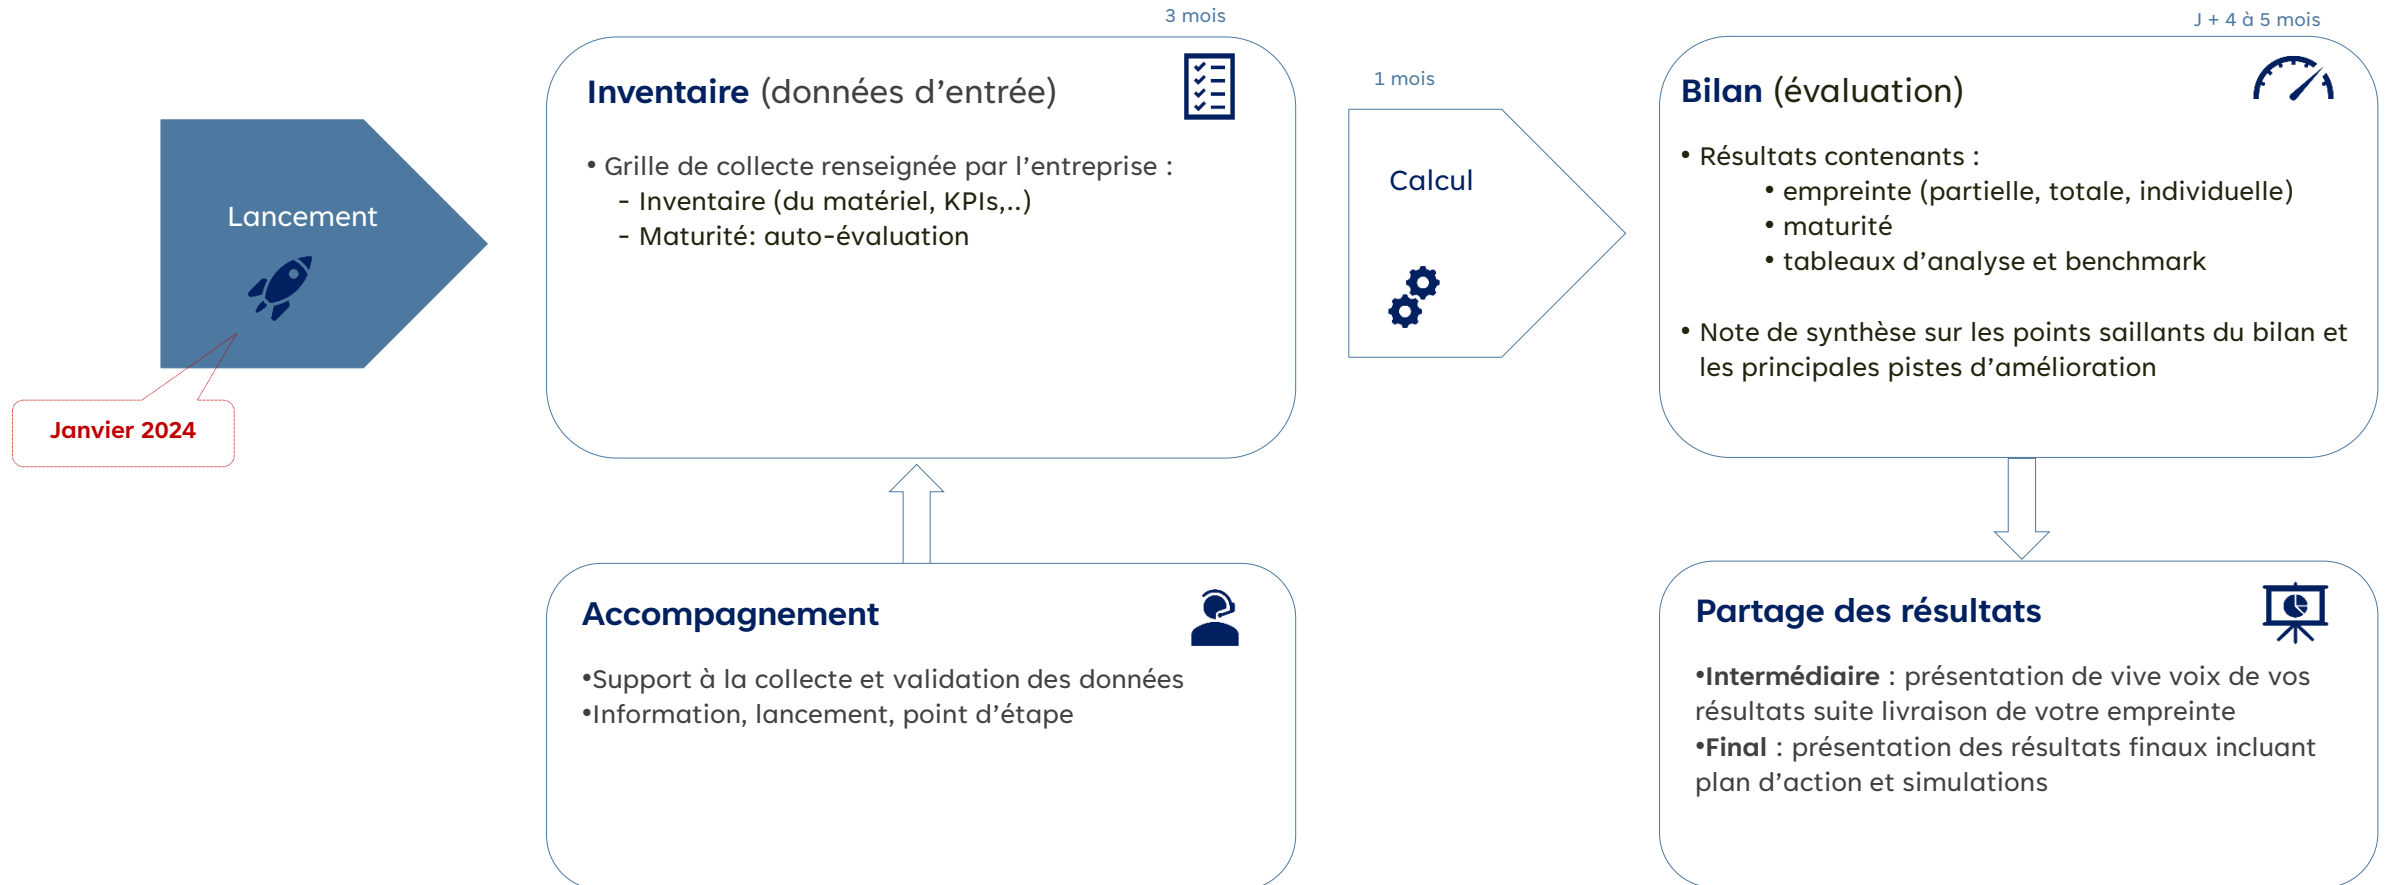 Lancement
Janvier 2024
3 mois
Inventaire (données d’entrée)
• Grille de collecte renseignée par l’entreprise :
- Inventaire (du matériel, KPIs,..)
- Maturité: auto-évaluation
Accompagnement
•Support à la collecte et validation des données
•Information, lancement, point d’étape
1 mois
Calcul
J + 4 à 5 mois
Bilan (évaluation)
• Résultats contenants :
• empreinte (partielle, totale, individuelle)
• maturité
• tableaux d’analyse et benchmark
• Note de synthèse sur les points saillants du bilan et
les principales pistes d’amélioration
Partage des résultats
•Intermédiaire : présentation de vive voix de vos
résultats suite livraison de votre empreinte
•Final : présentation des résultats finaux incluant
plan d’action et simulations